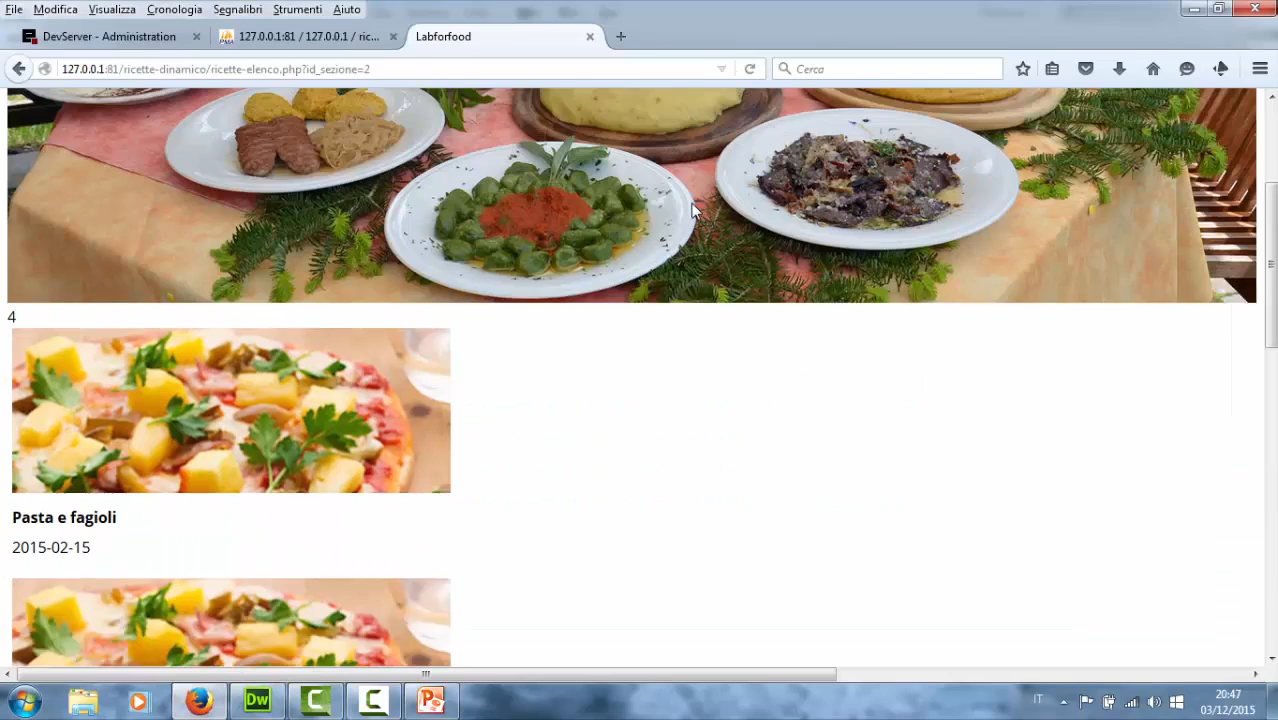 File Modifica Visualizza Cronologia Segnalibri Strumenti Aiuto
DevServer - Administration
127.0.0.1:81 / 127.0.0.1 / ric...
Labforfood
127.0.0.1:81/ricette-dinamico/ricette-elenco.php?id_sezione=2
Cerca
4
Pasta e fagioli
2015-02-15
Dw
IT
20:47
03/12/2015